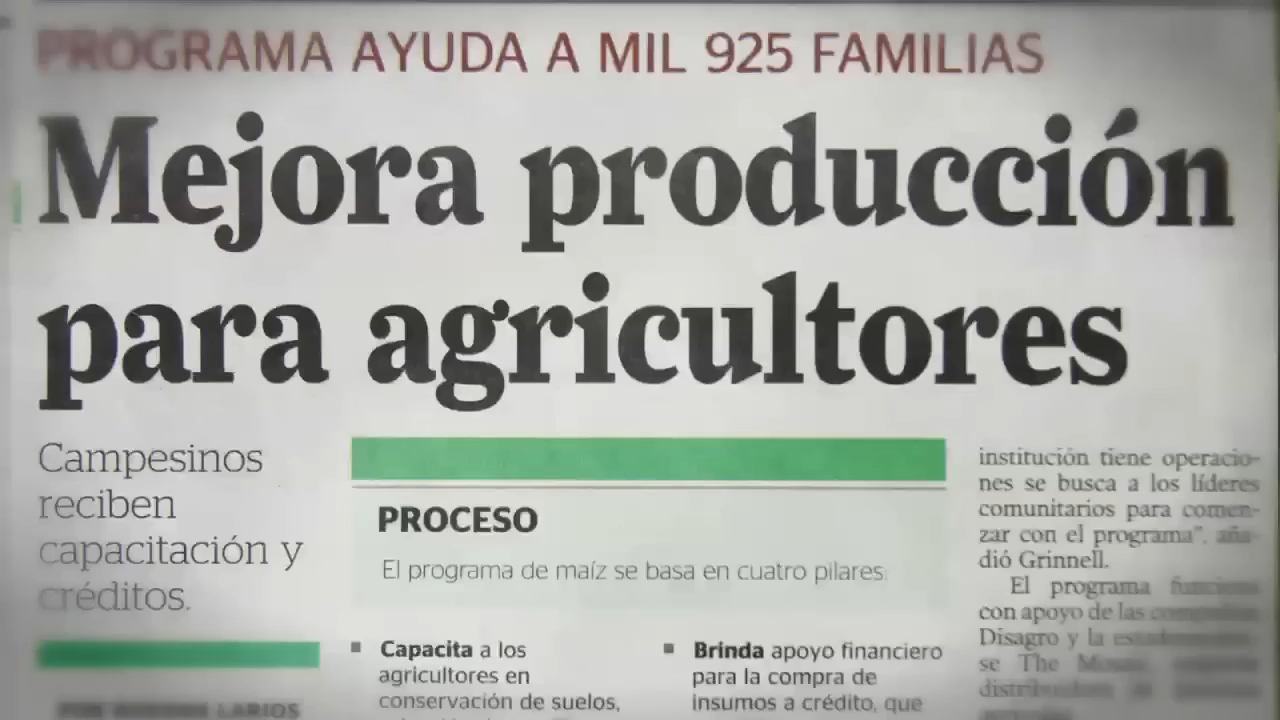 PROGRAMA AYUDA A MIL 925 FAMILIAS
Mejora producción
para agricultores
Campesinos
reciben
capacitación y
créditos.
PROCESO
El programa de maíz se basa en cuatro pilares:
▪ Capacita a los
agricultores en
conservación de suelos,
▪ Brinda apoyo financiero
para la compra de
insumos a crédito, que
institución tiene operacio-
nes se busca a los líderes
comunitarios para comen-
zar con el programa", aña-
dió Grinnell.
El programa funciona
con apoyo de las
Disagro y la
se The
LARIOS